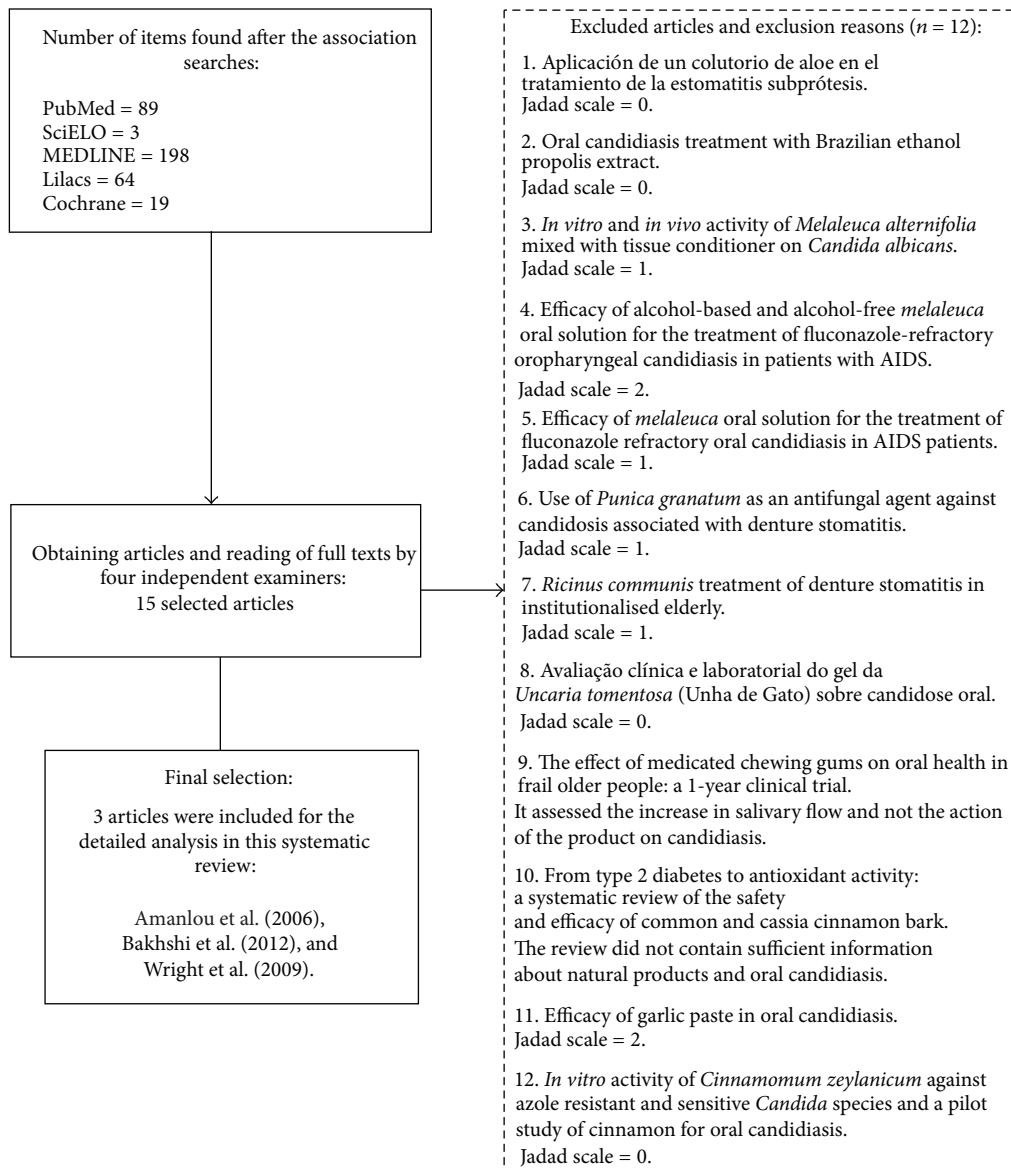 Number of items found after the association
searches:
PubMed = 89
SciELO = 3
MEDLINE = 198
Lilacs = 64
Cochrane = 19
Obtaining articles and reading of full texts by
four independent examiners:
15 selected articles
Final selection:
3 articles were included for the
detailed analysis in this systematic
review:
Amanlou et al. (2006),
Bakhshi et al. (2012), and
Wright et al. (2009).
Excluded articles and exclusion reasons (n = 12):
1. Aplicación de un colutorio de aloe en el
tratamiento de la estomatitis subprótesis.
Jadad scale = 0.
2. Oral candidiasis treatment with Brazilian ethanol
propolis extract.
Jadad scale = 0.
3. In vitro and in vivo activity of Melaleuca alternifolia
mixed with tissue conditioner on Candida albicans.
Jadad scale = 1.
4. Efficacy of alcohol-based and alcohol-free melaleuca
oral solution for the treatment of fluconazole-refractory
oropharyngeal candidiasis in patients with AIDS.
Jadad scale = 2.
5. Efficacy of melaleuca oral solution for the treatment of
fluconazole refractory oral candidiasis in AIDS patients.
Jadad scale = 1.
6. Use of Punica granatum as an antifungal agent against
candidosis associated with denture stomatitis.
Jadad scale = 1.
7. Ricinus communis treatment of denture stomatitis in
institutionalised elderly.
Jadad scale = 1.
8. Avaliação clínica e laboratorial do gel da
Uncaria tomentosa (Unha de Gato) sobre candidose oral.
Jadad scale = 0.
9. The effect of medicated chewing gums on oral health in
frail older people: a 1-year clinical trial.
It assessed the increase in salivary flow and not the action
of the product on candidiasis.
10. From type 2 diabetes to antioxidant activity:
a systematic review of the safety
and efficacy of common and cassia cinnamon bark.
The review did not contain sufficient information
about natural products and oral candidiasis.
11. Efficacy of garlic paste in oral candidiasis.
Jadad scale = 2.
12. In vitro activity of Cinnamomum zeylanicum against
azole resistant and sensitive Candida species and a pilot
study of cinnamon for oral candidiasis.
Jadad scale = 0.